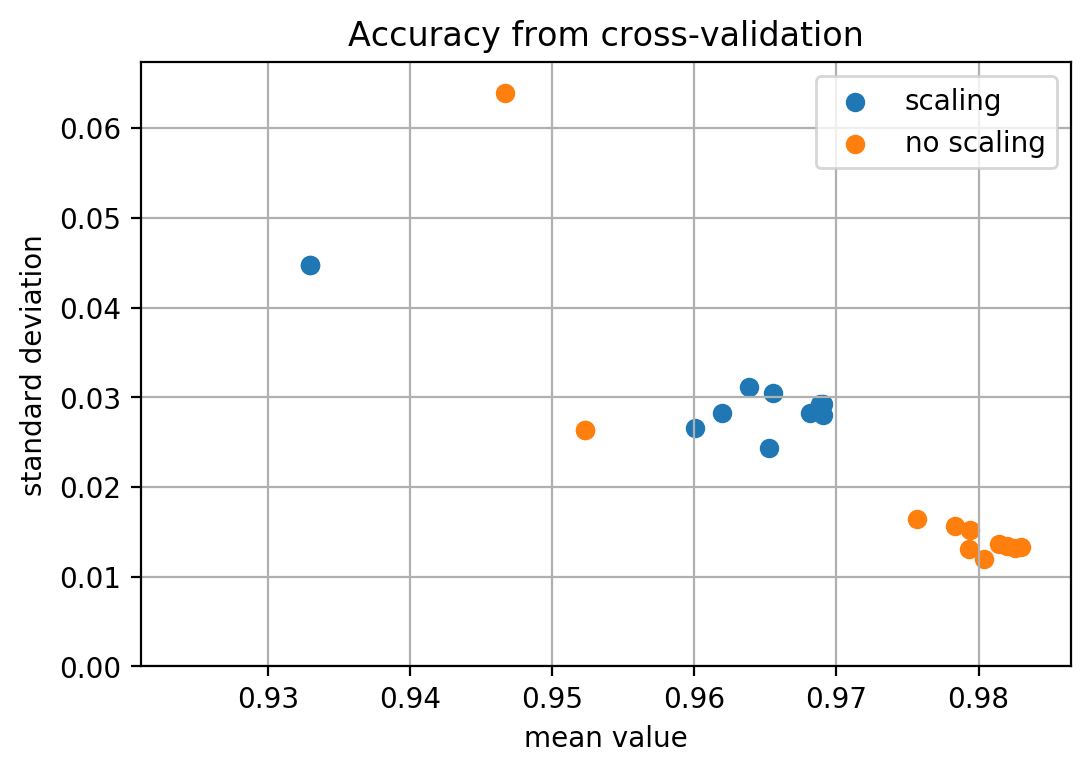 Accuracy from cross-validation
scaling
no scaling
standard deviation
0.06
0.05
0.04
0.03
0.02
0.01
0.00
0.93 0.94 0.95 0.96 0.97 0.98
mean value